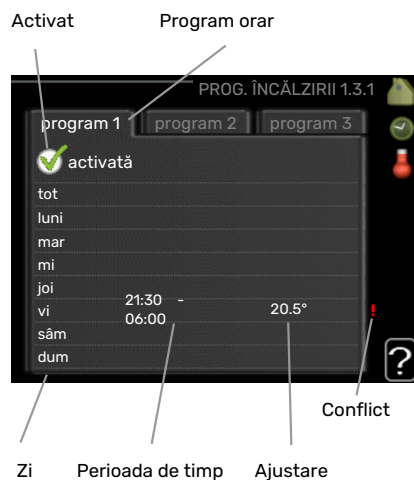 Activat Program orar
PROG. ÎNCĂLZIRII 1.3.1
program 1 program 2 program 3
activată
tot
luni
mar
mi
joi
vi 21:30 - 06:00 20.5° !
sâm
dum
?
Conflict
Zi Perioada de timp Ajustare